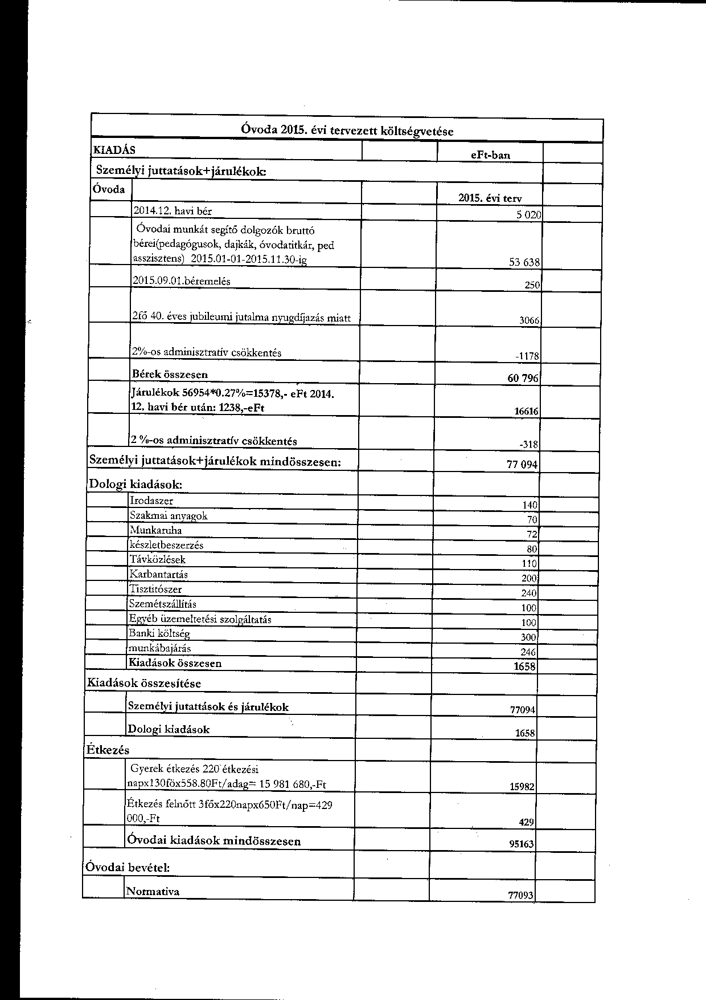 Óvoda 2015. évi tervezett költségvetése
KIADÁS eFt-ban
Személyi juttatások+járulékok:
Óvoda 2015. évi terv
2014.12. havi bér 5 020
Óvodai munkát segítő dolgozók bruttó
bérei(pedagógusok, dajkák, óvodatitkár, ped
asszisztens) 2015.01-01-2015.11.30-ig 53 638
2015.09.01.béremelés 250
2fő 40. éves jubileumi jutalma nyugdíjazás miatt 3066
2%-os adminisztratív csökkentés -1178
Bérek összesen 60 796
Járulékok 56954*0.27%=15378,- eFt 2014.
12. havi bér után: 1238,-eFt 16616
2 %-os adminisztratív csökkentés -318
Személyi juttatások+járulékok mindösszesen: 77 094
Dologi kiadások:
Irodaszer 140
Szakmai anyagok 70
Munkaruha 72
készletbeszerzés 80
Távközlések 110
Karbantartás 200
Tisztitószer 240
Szemétszállítás 100
Egyéb üzemeltetési szolgáltatás 100
Banki költség 300
munkábajárás 246
Kiadások összesen 1658
Kiadások összesítése
Személyi jutattások és járulékok 77094
Dologi kiadások 1658
Étkezés
Gyerek étkezés 220 étkezési
napx130főx558.80Ft/adag= 15 981 680,-Ft 15982
Étkezés felnőtt 3főx220napx650Ft/nap=429
000,-Ft 429
Óvodai kiadások mindösszesen 95163
Óvodai bevétel:
Normativa 77093